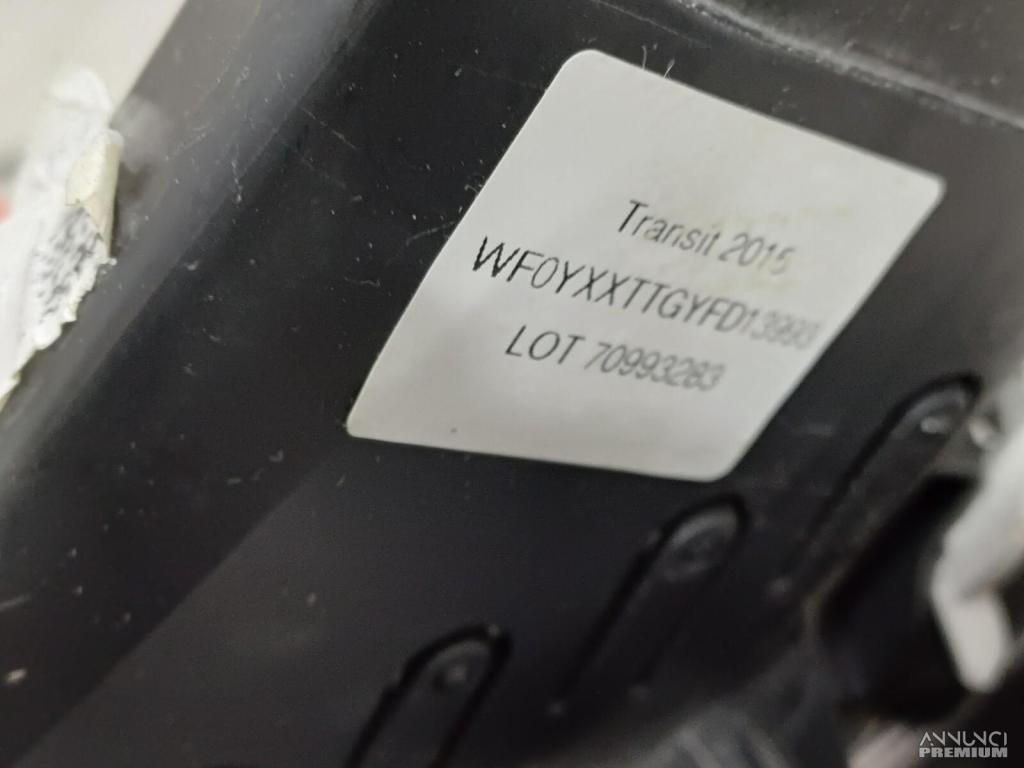 Transit 2015
WF0YXXTTGYFD13993
LOT 70993283
ANNUNCI
PREMIUM